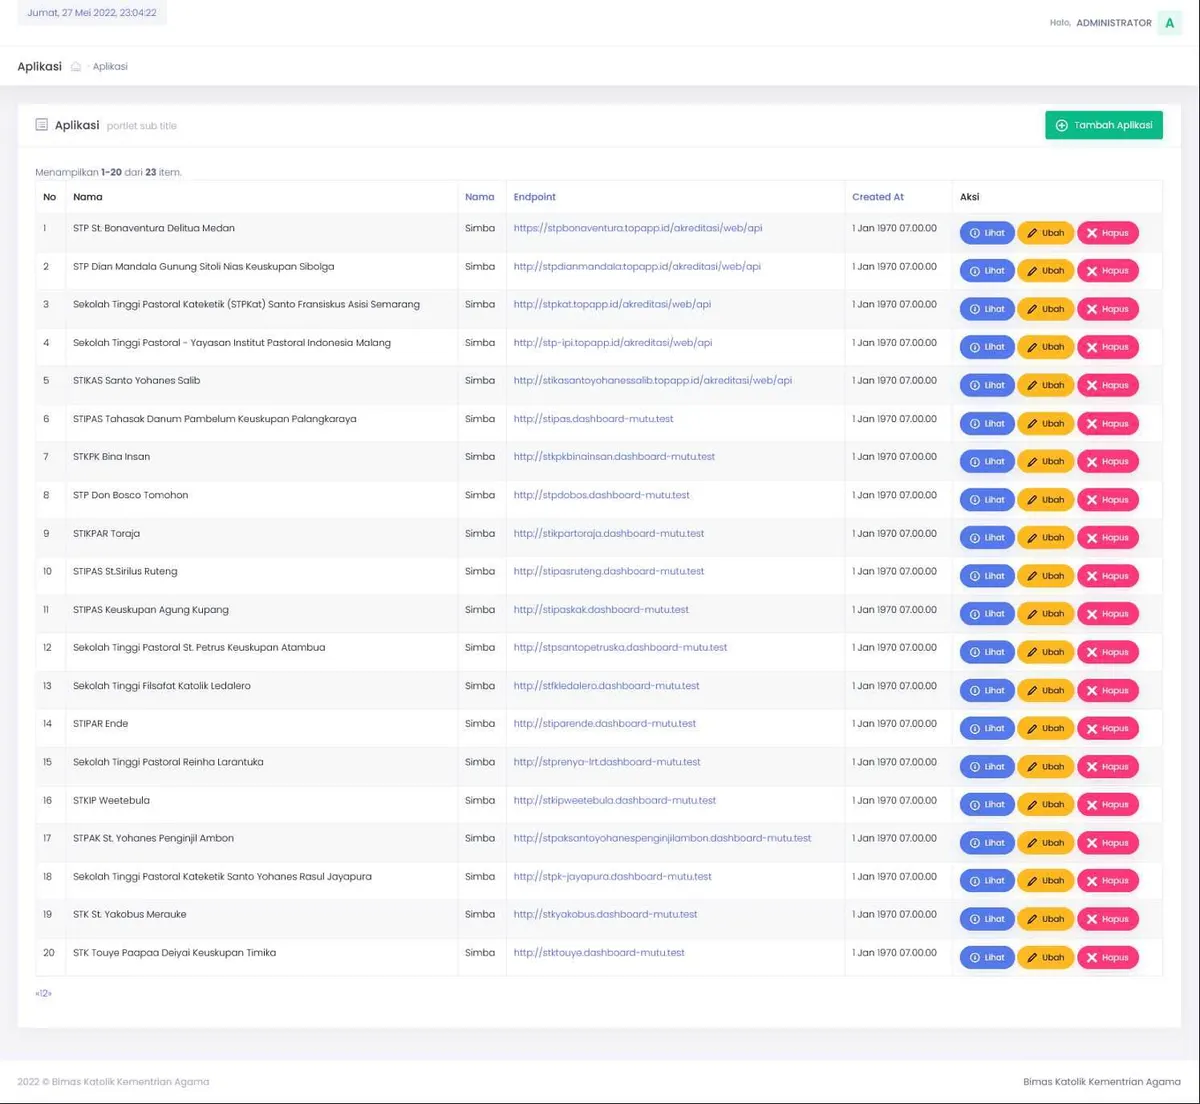 Jumat, 27 Mei 2022, 23:04:22
Halo, ADMINISTRATOR A
Aplikasi · Aplikasi
Aplikasi portlet sub title
Tambah Aplikasi
Menampilkan 1-20 dari 23 item.
No Nama Nama Endpoint Created At Aksi
1 STP St. Bonaventura Delitua Medan Simba https://stpbonaventura.topapp.id/akreditasi/web/api 1 Jan 1970 07.00.00 Lihat Ubah Hapus
2 STP Dian Mandala Gunung Sitoli Nias Keuskupan Sibolga Simba http://stpdianmandala.topapp.id/akreditasi/web/api 1 Jan 1970 07.00.00 Lihat Ubah Hapus
3 Sekolah Tinggi Pastoral Kateketik (STPKat) Santo Fransiskus Asisi Semarang Simba http://stpkat.topapp.id/akreditasi/web/api 1 Jan 1970 07.00.00 Lihat Ubah Hapus
4 Sekolah Tinggi Pastoral - Yayasan Institut Pastoral Indonesia Malang Simba http://stp-ipi.topapp.id/akreditasi/web/api 1 Jan 1970 07.00.00 Lihat Ubah Hapus
5 STIKAS Santo Yohanes Salib Simba http://stikasantoyohanessalib.topapp.id/akreditasi/web/api 1 Jan 1970 07.00.00 Lihat Ubah Hapus
6 STIPAS Tahasak Danum Pambelum Keuskupan Palangkaraya Simba http://stipas.dashboard-mutu.test 1 Jan 1970 07.00.00 Lihat Ubah Hapus
7 STKPK Bina Insan Simba http://stkpkbinainsan.dashboard-mutu.test 1 Jan 1970 07.00.00 Lihat Ubah Hapus
8 STP Don Bosco Tomohon Simba http://stpdobos.dashboard-mutu.test 1 Jan 1970 07.00.00 Lihat Ubah Hapus
9 STIKPAR Toraja Simba http://stikpartoraja.dashboard-mutu.test 1 Jan 1970 07.00.00 Lihat Ubah Hapus
10 STIPAS St.Sirilus Ruteng Simba http://stipasruteng.dashboard-mutu.test 1 Jan 1970 07.00.00 Lihat Ubah Hapus
11 STIPAS Keuskupan Agung Kupang Simba http://stipaskak.dashboard-mutu.test 1 Jan 1970 07.00.00 Lihat Ubah Hapus
12 Sekolah Tinggi Pastoral St. Petrus Keuskupan Atambua Simba http://stpsantopetruska.dashboard-mutu.test 1 Jan 1970 07.00.00 Lihat Ubah Hapus
13 Sekolah Tinggi Filsafat Katolik Ledalero Simba http://stfkledalero.dashboard-mutu.test 1 Jan 1970 07.00.00 Lihat Ubah Hapus
14 STIPAR Ende Simba http://stiparende.dashboard-mutu.test 1 Jan 1970 07.00.00 Lihat Ubah Hapus
15 Sekolah Tinggi Pastoral Reinha Larantuka Simba http://stprenya-lrt.dashboard-mutu.test 1 Jan 1970 07.00.00 Lihat Ubah Hapus
16 STKIP Weetebula Simba http://stkipweetebula.dashboard-mutu.test 1 Jan 1970 07.00.00 Lihat Ubah Hapus
17 STPAK St. Yohanes Penginjil Ambon Simba http://stpaksantoyohanespenginjilambon.dashboard-mutu.test 1 Jan 1970 07.00.00 Lihat Ubah Hapus
18 Sekolah Tinggi Pastoral Kateketik Santo Yohanes Rasul Jayapura Simba http://stpk-jayapura.dashboard-mutu.test 1 Jan 1970 07.00.00 Lihat Ubah Hapus
19 STK St. Yakobus Merauke Simba http://stkyakobus.dashboard-mutu.test 1 Jan 1970 07.00.00 Lihat Ubah Hapus
20 STK Touye Paapaa Deiyai Keuskupan Timika Simba http://stktouye.dashboard-mutu.test 1 Jan 1970 07.00.00 Lihat Ubah Hapus
«12»
2022 © Bimas Katolik Kementrian Agama
Bimas Katolik Kementrian Agama